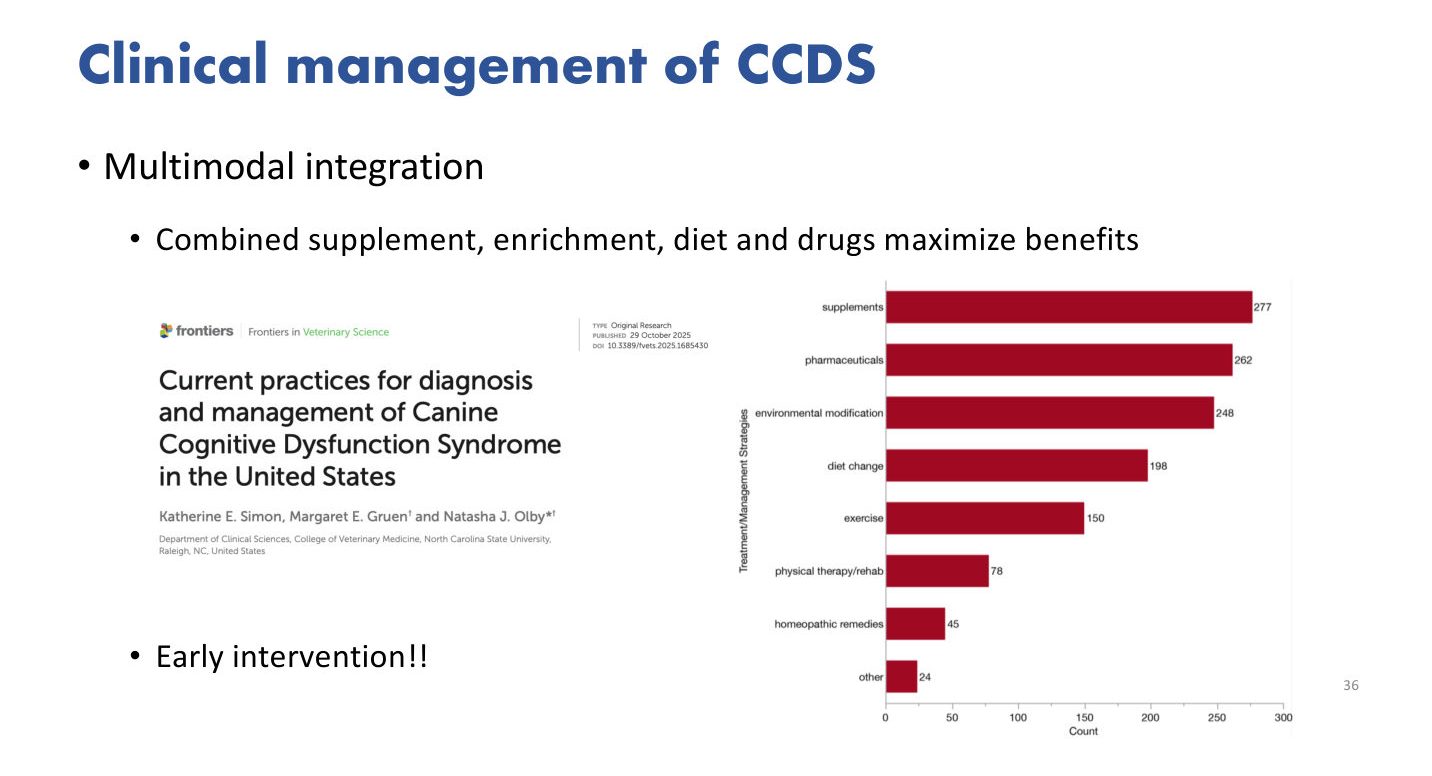 Clinical management of CCDS
• Multimodal integration
• Combined supplement, enrichment, diet and drugs maximize benefits
frontiers | Frontiers in Veterinary Science
TYPE Original Research
PUBLISHED 29 October 2025
DOI 10.3389/fvets.2025.1685430
Current practices for diagnosis
and management of Canine
Cognitive Dysfunction Syndrome
in the United States
Katherine E. Simon, Margaret E. Gruen† and Natasha J. Olby*†
Department of Clinical Sciences, College of Veterinary Medicine, North Carolina State University,
Raleigh, NC, United States
Treatment/Management Strategies
supplements 277
pharmaceuticals 262
environmental modification 248
diet change 198
exercise 150
physical therapy/rehab 78
homeopathic remedies 45
other 24
0 50 100 150 200 250 300
Count
• Early intervention!!
36